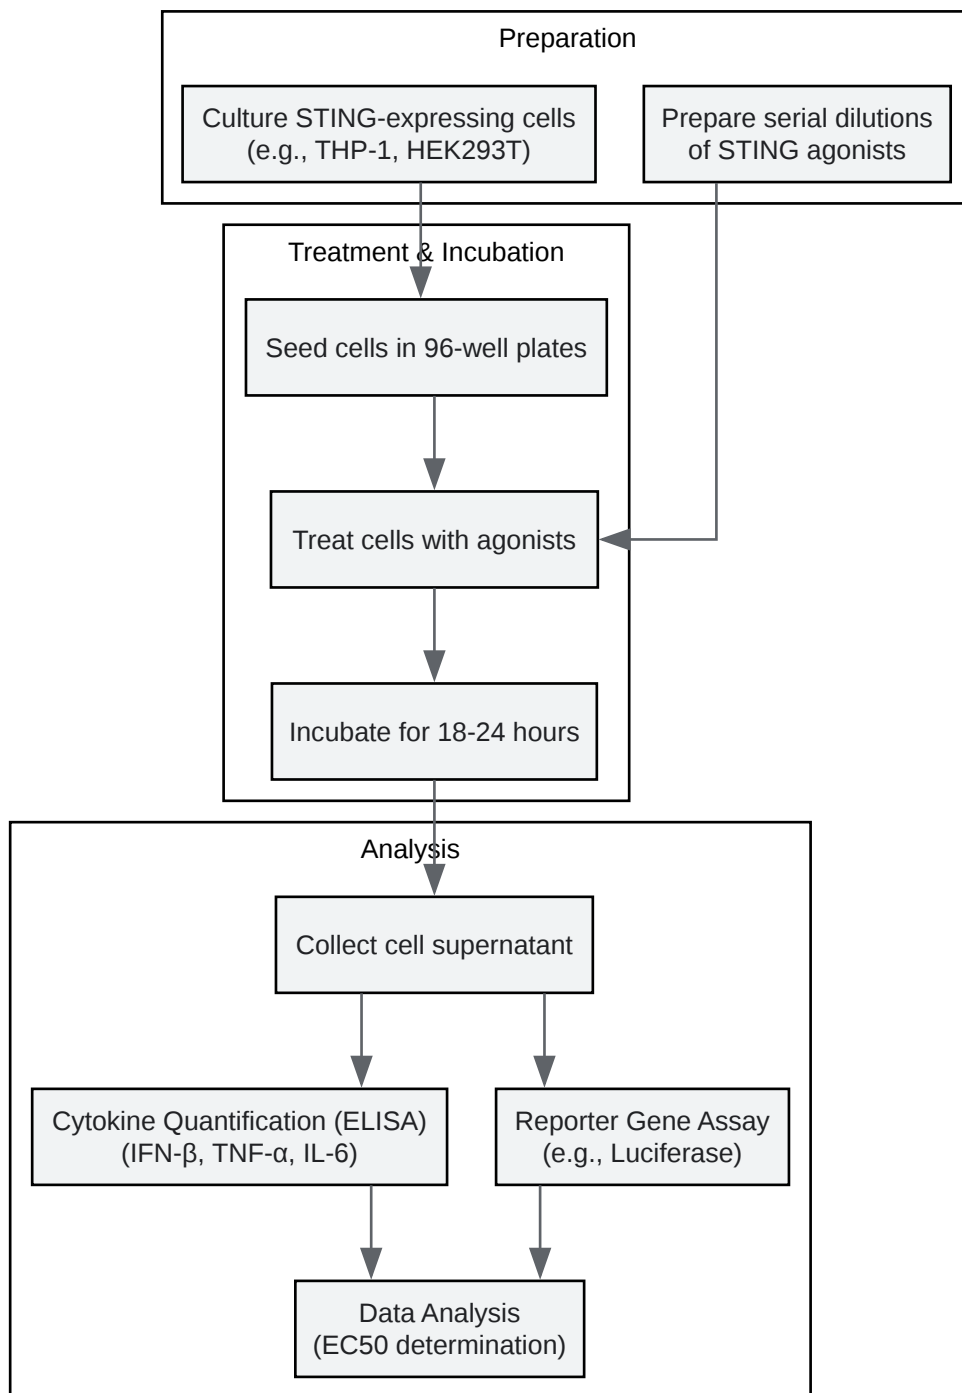 Preparation
Culture STING-expressing cells
(e.g., THP-1, HEK293T)
Prepare serial dilutions
of STING agonists
Treatment & Incubation
Seed cells in 96-well plates
Treat cells with agonists
Incubate for 18-24 hours
Analysis
Collect cell supernatant
Cytokine Quantification (ELISA)
(IFN-β, TNF-α, IL-6)
Reporter Gene Assay
(e.g., Luciferase)
Data Analysis
(EC50 determination)